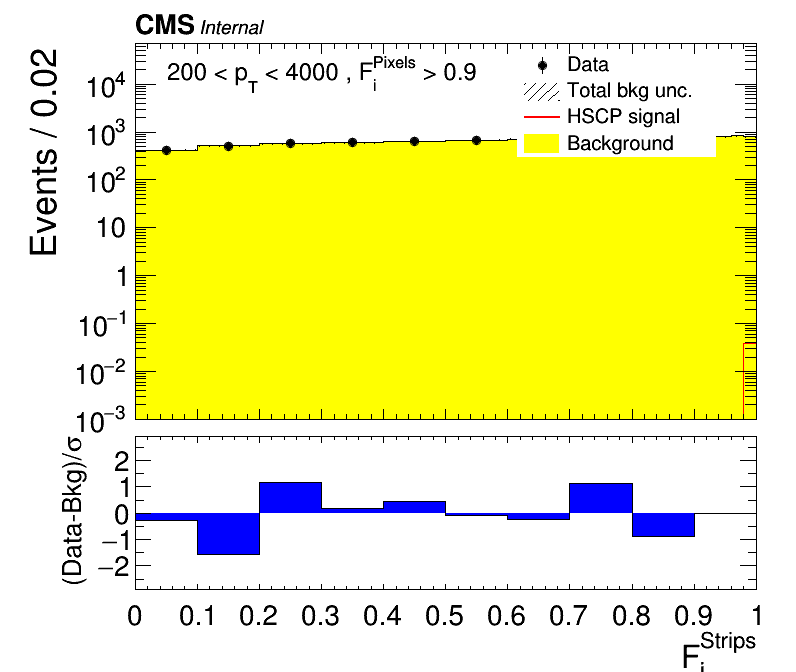 CMS Internal
Events / 0.02
200 < p_T < 4000 , F_i^Pixels > 0.9
Data
Total bkg unc.
HSCP signal
Background
10^4
10^3
10^2
10
1
10^−1
10^−2
10^−3
(Data-Bkg)/σ
2
1
0
−1
−2
0 0.1 0.2 0.3 0.4 0.5 0.6 0.7 0.8 0.9 1
F_i^Strips